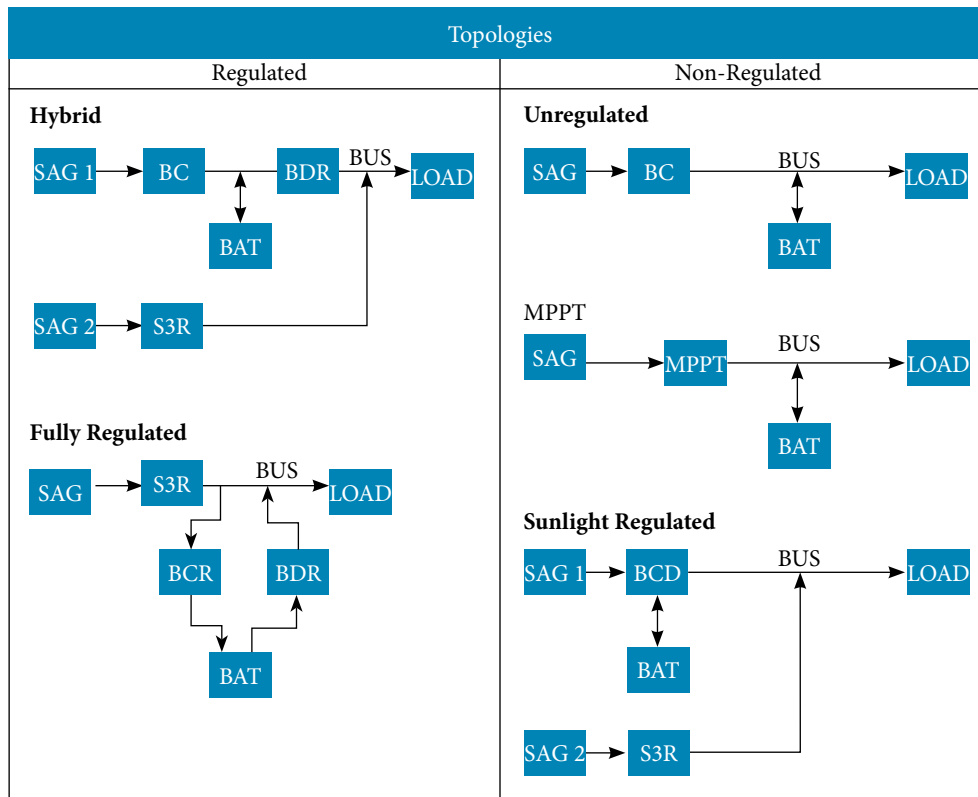 Topologies
Regulated
Non-Regulated
Hybrid
SAG 1 BC BDR BUS LOAD
BAT
SAG 2 S3R
Fully Regulated
SAG S3R BUS LOAD
BCR BDR
BAT
Unregulated
SAG BC BUS LOAD
BAT
MPPT
SAG MPPT BUS LOAD
BAT
Sunlight Regulated
SAG 1 BCD BUS LOAD
BAT
SAG 2 S3R